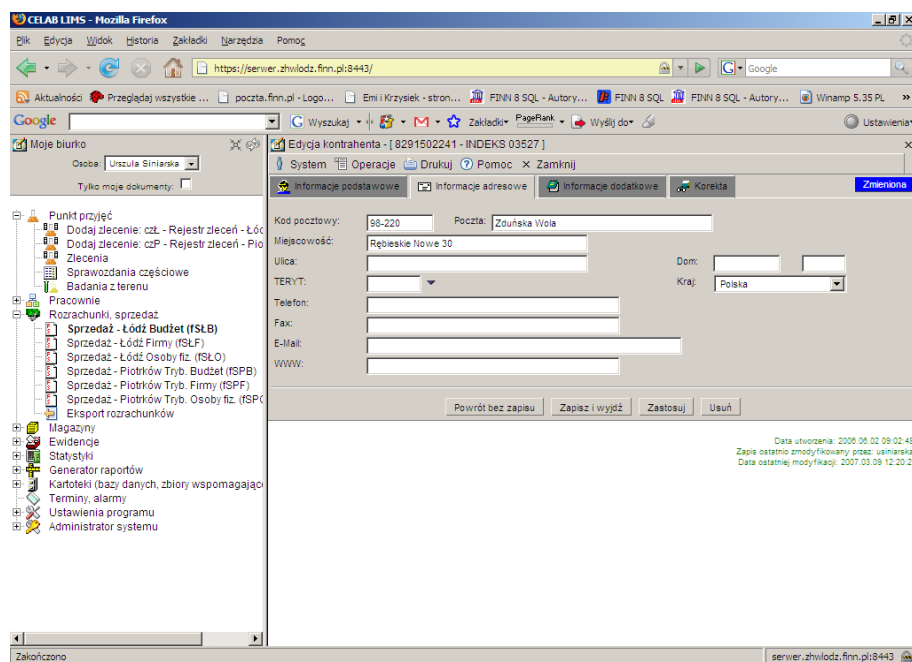 CELAB LIMS - Mozilla Firefox
Plik Edycja Widok Historia Zakładki Narzędzia Pomoc
https://serwer.zhwlodz.finn.pl:8443/ Google
Aktualności Przeglądaj wszystkie ... poczta.finn.pl - Logo... Emi i Krzysiek - stron... FINN 8 SQL - Autory... FINN 8 SQL FINN 8 SQL - Autory... Winamp 5.35 PL »
Google Wyszukaj Zakładki PageRank Wyślij do Ustawienia
Moje biurko
Osoba: Urszula Siniarska
Tylko moje dokumenty:
Punkt przyjęć
Dodaj zlecenie: czŁ - Rejestr zleceń - Łóć
Dodaj zlecenie: czP - Rejestr zleceń - Pio
Zlecenia
Sprawozdania częściowe
Badania z terenu
Pracownie
Rozrachunki, sprzedaż
Sprzedaż - Łódź Budżet (fSŁB)
Sprzedaż - Łódź Firmy (fSŁF)
Sprzedaż - Łódź Osoby fiz. (fSŁO)
Sprzedaż - Piotrków Tryb. Budżet (fSPB)
Sprzedaż - Piotrków Tryb. Firmy (fSPF)
Sprzedaż - Piotrków Tryb. Osoby fiz. (fSPO
Eksport rozrachunków
Magazyny
Ewidencje
Statystyki
Generator raportów
Kartoteki (bazy danych, zbiory wspomagające
Terminy, alarmy
Ustawienia programu
Administrator systemu
Edycja kontrahenta - [ 8291502241 - INDEKS 03527 ]
System Operacje Drukuj Pomoc Zamknij
Informacje podstawowe Informacje adresowe Informacje dodatkowe Korekta Zmieniona
Kod pocztowy: 98-220 Poczta: Zduńska Wola
Miejscowość: Rębieskie Nowe 30
Ulica: Dom:
TERYT: Kraj: Polska
Telefon:
Fax:
E-Mail:
WWW:
Powrót bez zapisu Zapisz i wyjdź Zastosuj Usuń
Data utworzenia: 2006.06.02 09:02:48
Zapis ostatnio zmodyfikowany przez: usiniarska
Data ostatniej modyfikacji: 2007.03.09 12:20:2
Zakończono serwer.zhwlodz.finn.pl:8443